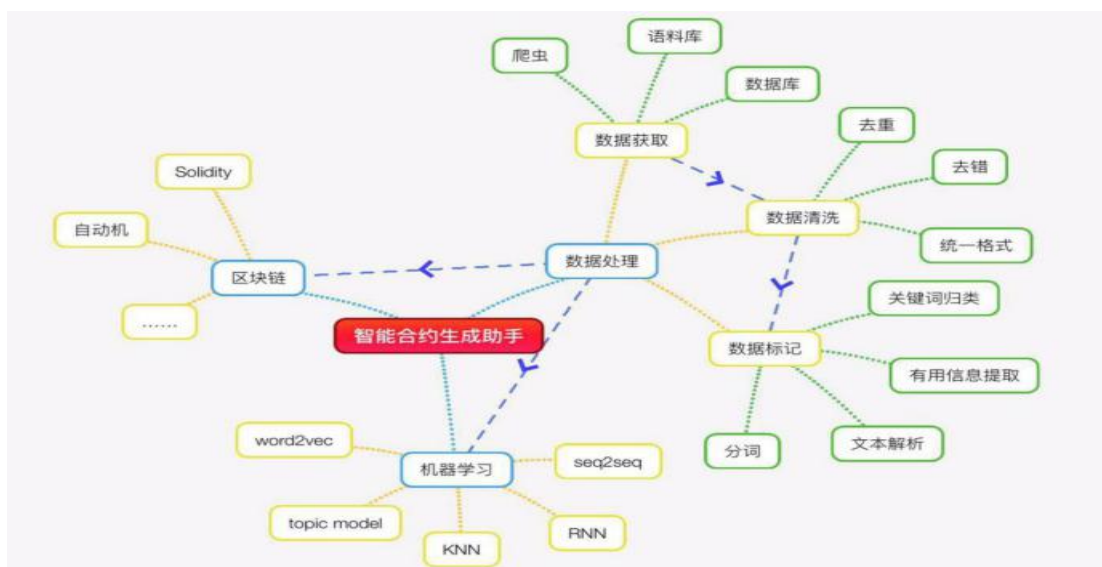 语料库
爬虫
数据库
去重
数据获取
Solidity
去错
数据清洗
自动机
统一格式
数据处理
区块链
关键词归类
……
智能合约生成助手
数据标记
有用信息提取
word2vec
文本解析
分词
seq2seq
机器学习
topic model
RNN
KNN